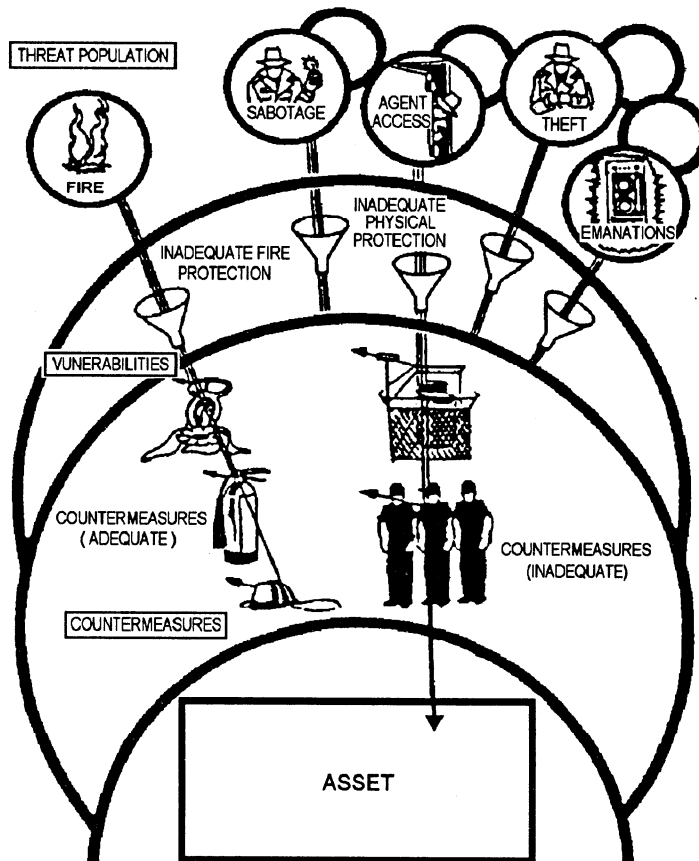 THREAT POPULATION
SABOTAGE
AGENT
ACCESS
THEFT
FIRE
EMANATIONS
INADEQUATE FIRE
PROTECTION
INADEQUATE
PHYSICAL
PROTECTION
VUNERABILITIES
COUNTERMEASURES
( ADEQUATE )
COUNTERMEASURES
(INADEQUATE)
COUNTERMEASURES
ASSET